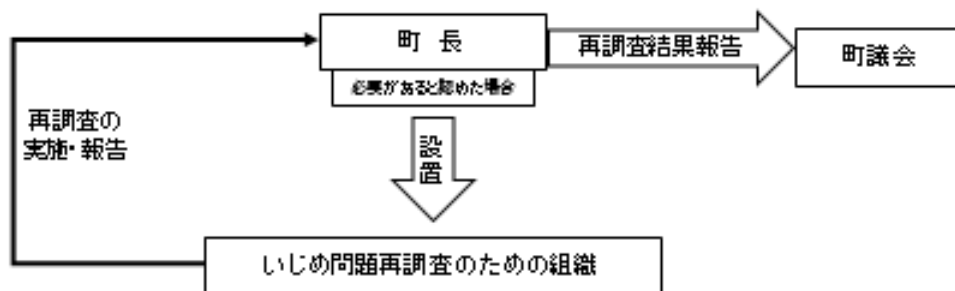 町 長
再調査結果報告
町議会
必要があると認めた場合
再調査の
実施・報告
設置
いじめ問題再調査のための組織